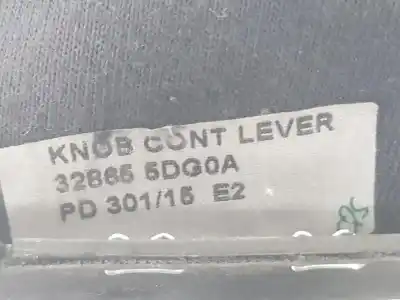 KNOB CONT LEVER
32865 5DG0A
PD 301/15 E2